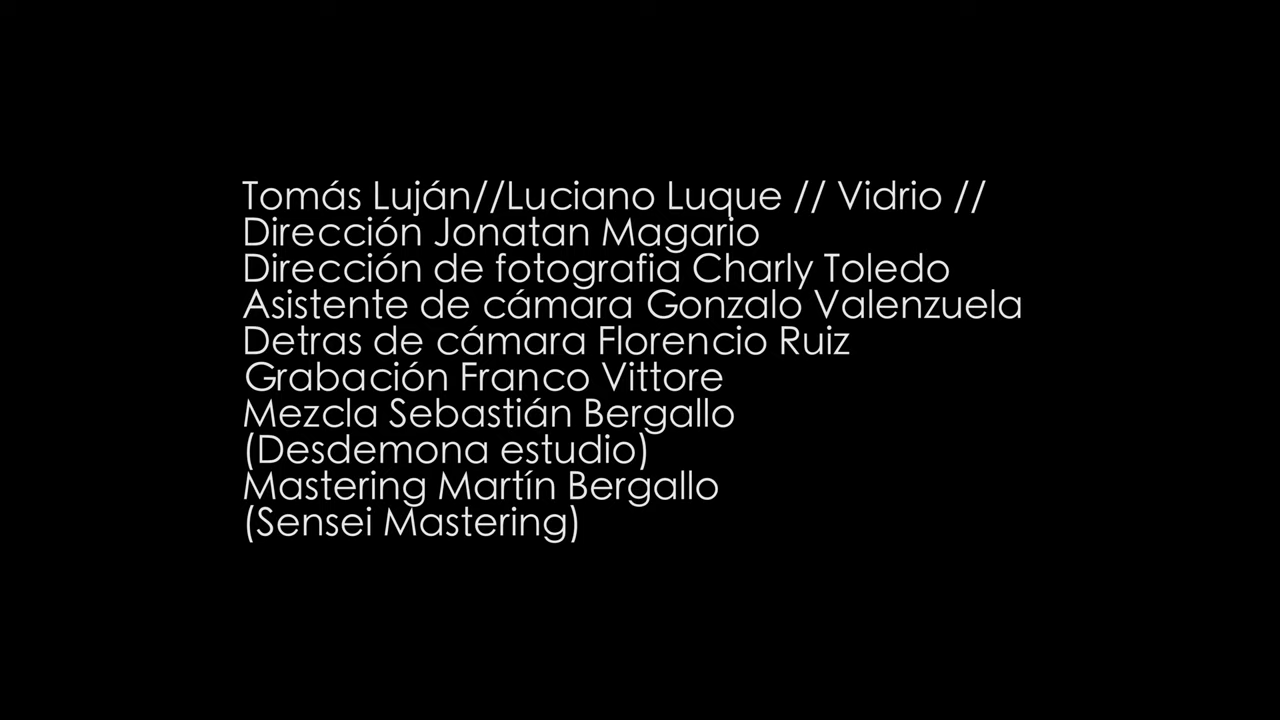 Tomás Luján//Luciano Luque // Vidrio //
Dirección Jonatan Magario
Dirección de fotografia Charly Toledo
Asistente de cámara Gonzalo Valenzuela
Detras de cámara Florencio Ruiz
Grabación Franco Vittore
Mezcla Sebastián Bergallo
(Desdemona estudio)
Mastering Martín Bergallo
(Sensei Mastering)